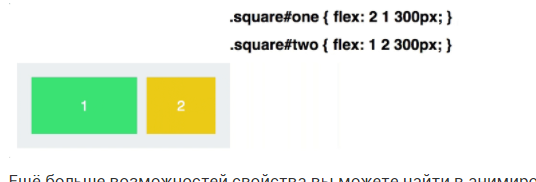 .square#one { flex: 2 1 300px; }
.square#two { flex: 1 2 300px; }
1 2
Ещё больше возможностей свойства вы можете найти в